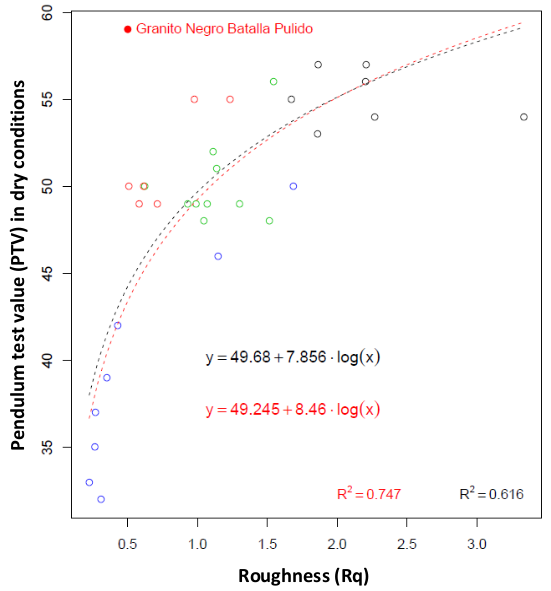 60
Granito Negro Batalla Pulido
55
50
45
40
35
Pendulum test value (PTV) in dry conditions
y = 49.68 + 7.856 · log(x)
y = 49.245 + 8.46 · log(x)
R² = 0.747 R² = 0.616
0.5 1.0 1.5 2.0 2.5 3.0
Roughness (Rq)